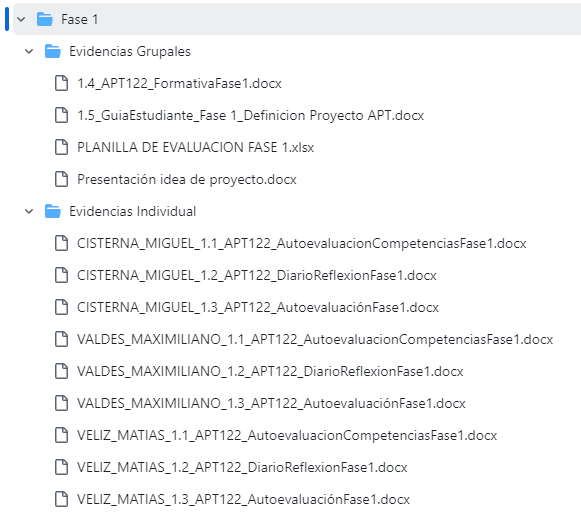 Fase 1
Evidencias Grupales
1.4_APT122_FormativaFase1.docx
1.5_GuiaEstudiante_Fase 1_Definicion Proyecto APT.docx
PLANILLA DE EVALUACION FASE 1.xlsx
Presentación idea de proyecto.docx
Evidencias Individual
CISTERNA_MIGUEL_1.1_APT122_AutoevaluacionCompetenciasFase1.docx
CISTERNA_MIGUEL_1.2_APT122_DiarioReflexionFase1.docx
CISTERNA_MIGUEL_1.3_APT122_AutoevaluaciónFase1.docx
VALDES_MAXIMILIANO_1.1_APT122_AutoevaluacionCompetenciasFase1.docx
VALDES_MAXIMILIANO_1.2_APT122_DiarioReflexionFase1.docx
VALDES_MAXIMILIANO_1.3_APT122_AutoevaluaciónFase1.docx
VELIZ_MATIAS_1.1_APT122_AutoevaluacionCompetenciasFase1.docx
VELIZ_MATIAS_1.2_APT122_DiarioReflexionFase1.docx
VELIZ_MATIAS_1.3_APT122_AutoevaluaciónFase1.docx